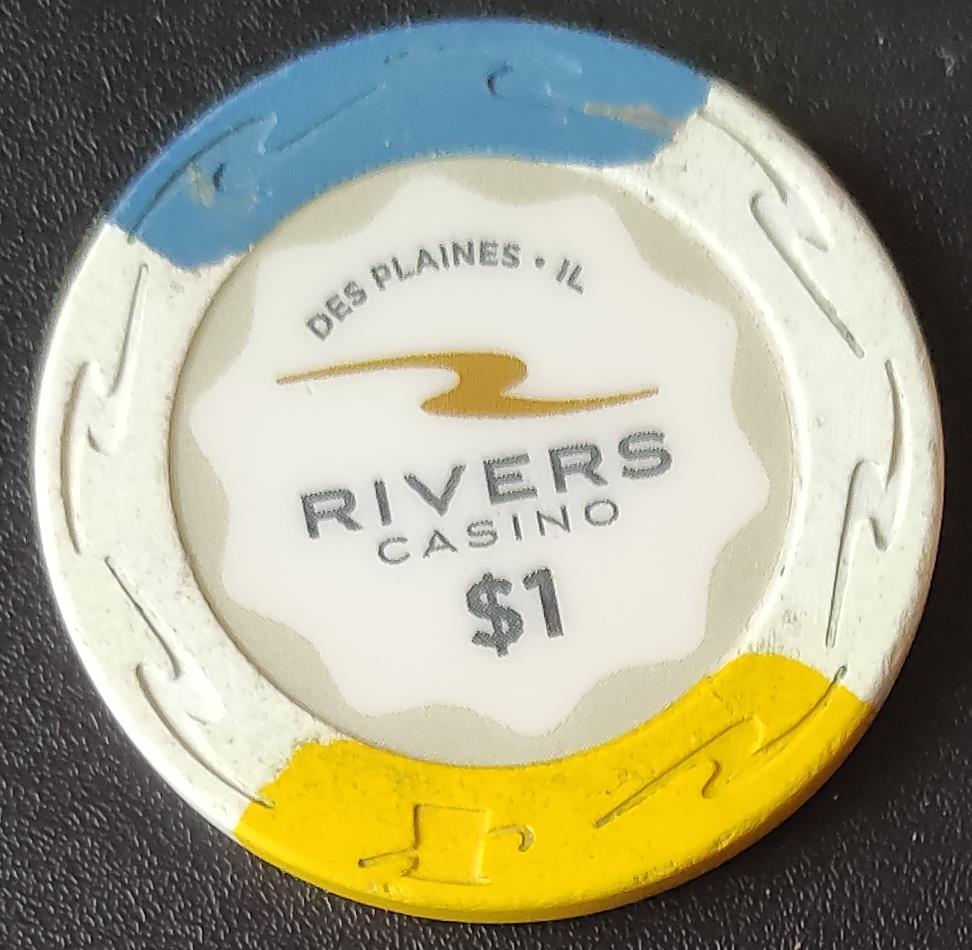 DES PLAINES • IL
RIVERS
CASINO
$1